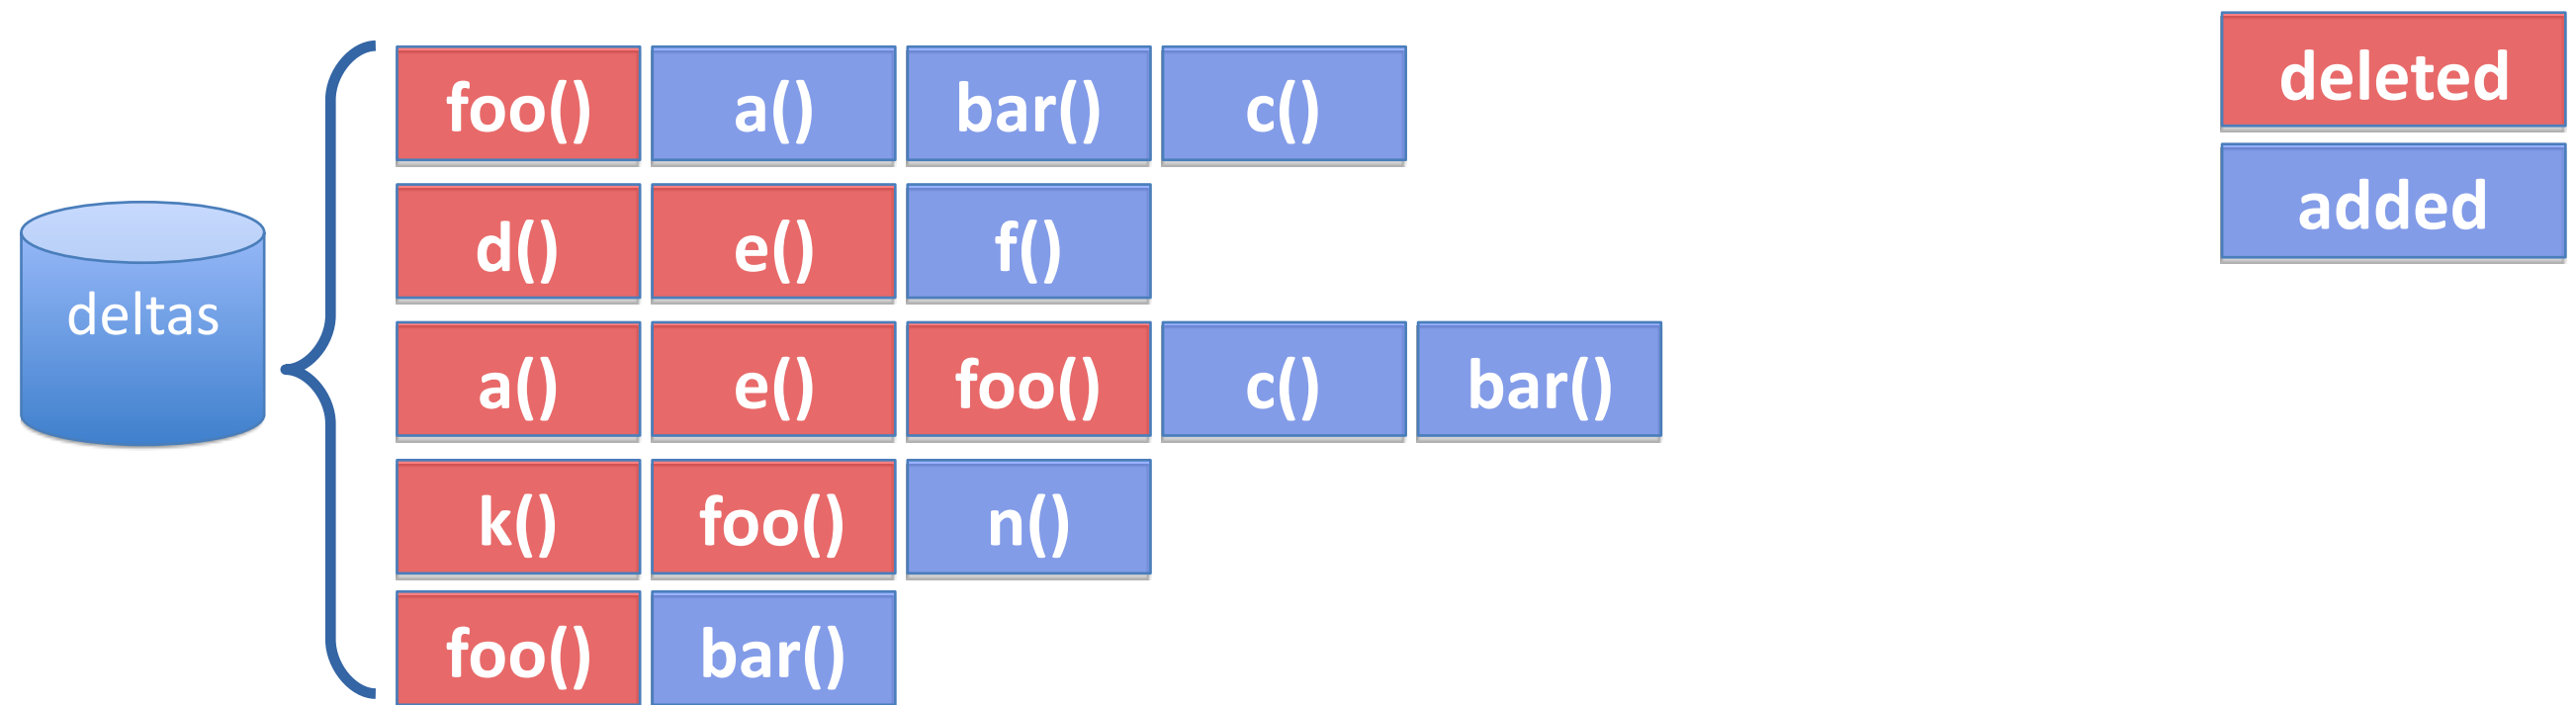 foo() a() bar() c()
d() e() f()
a() e() foo() c() bar()
k() foo() n()
foo() bar()
deltas
deleted
added